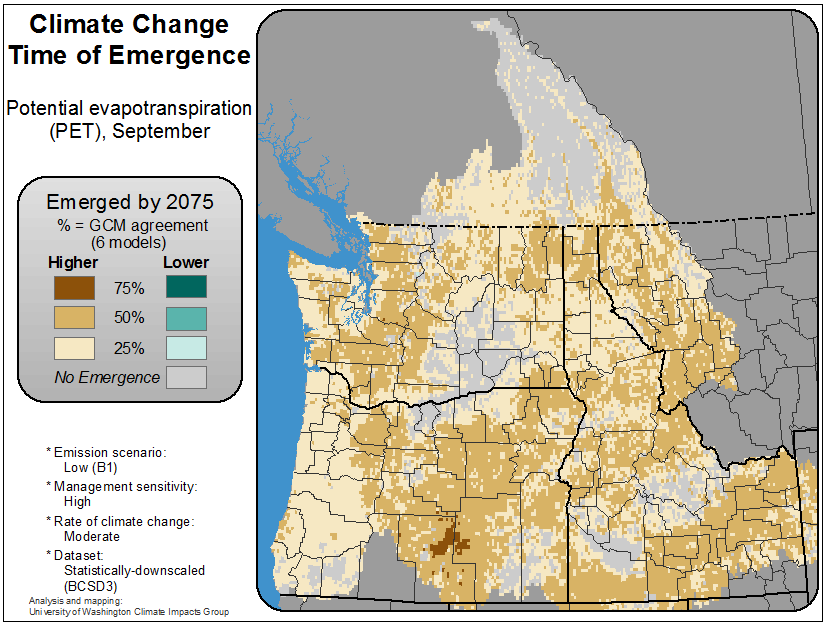 Climate Change
Time of Emergence
Potential evapotranspiration
(PET), September
Emerged by 2075
% = GCM agreement
(6 models)
Higher Lower
75%
50%
25%
No Emergence
* Emission scenario:
Low (B1)
* Management sensitivity:
High
* Rate of climate change:
Moderate
* Dataset:
Statistically-downscaled
(BCSD3)
Analysis and mapping:
University of Washington Climate Impacts Group